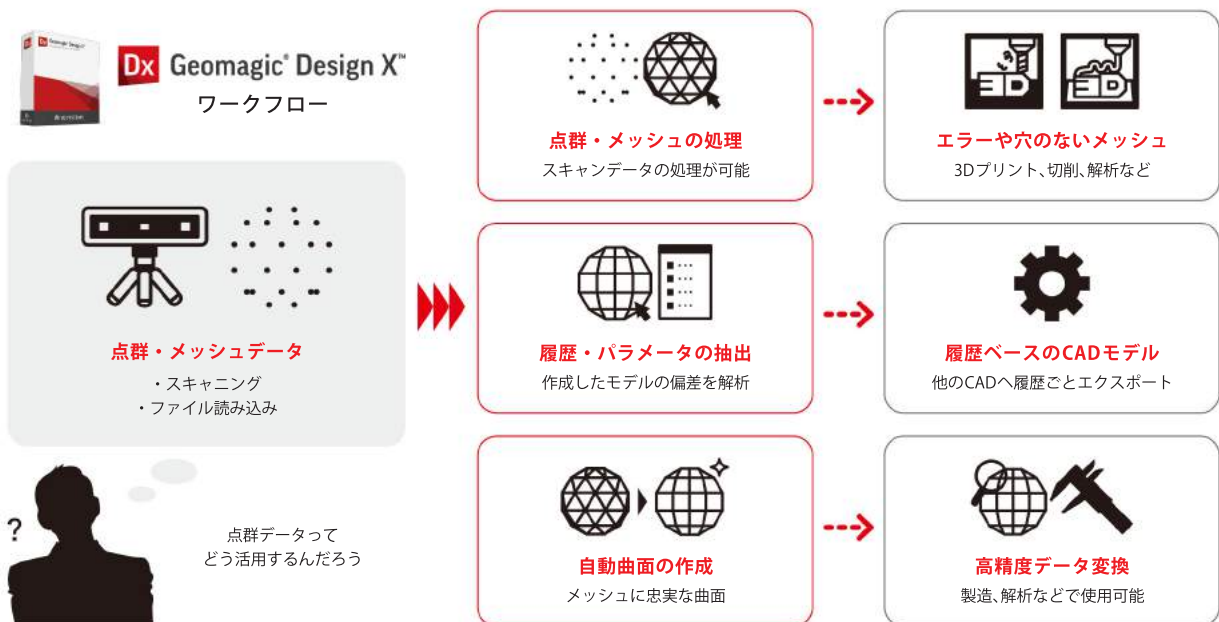 Dx Geomagic® Design X™
ワークフロー
点群・メッシュデータ
・スキャニング
・ファイル読み込み
?
点群データって
どう活用するんだろう
点群・メッシュの処理
スキャンデータの処理が可能
3D
3D
エラーや穴のないメッシュ
3Dプリント、切削、解析など
履歴・パラメータの抽出
作成したモデルの偏差を解析
履歴ベースのCADモデル
他のCADへ履歴ごとエクスポート
自動曲面の作成
メッシュに忠実な曲面
高精度データ変換
製造、解析などで使用可能